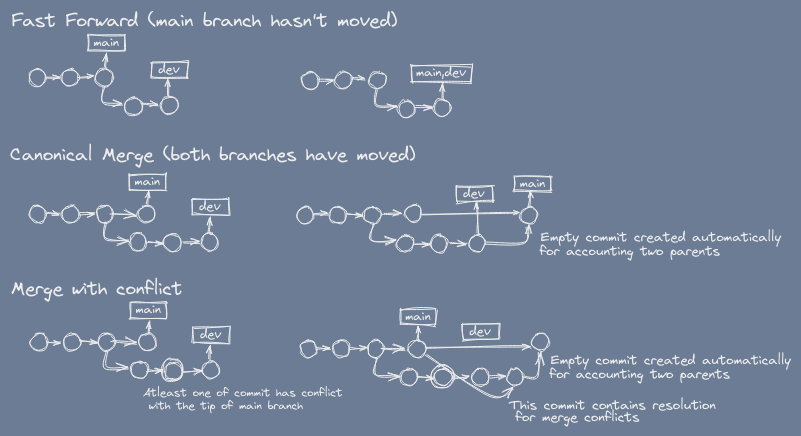 Fast Forward (main branch hasn't moved)
main
dev
main,dev
Canonical Merge (both branches have moved)
main
dev
dev
main
Empty commit created automatically
for accounting two parents
Merge with conflict
main
dev
main
dev
Empty commit created automatically
for accounting two parents
Atleast one of commit has conflict
with the tip of main branch
This commit contains resolution
for merge conflicts